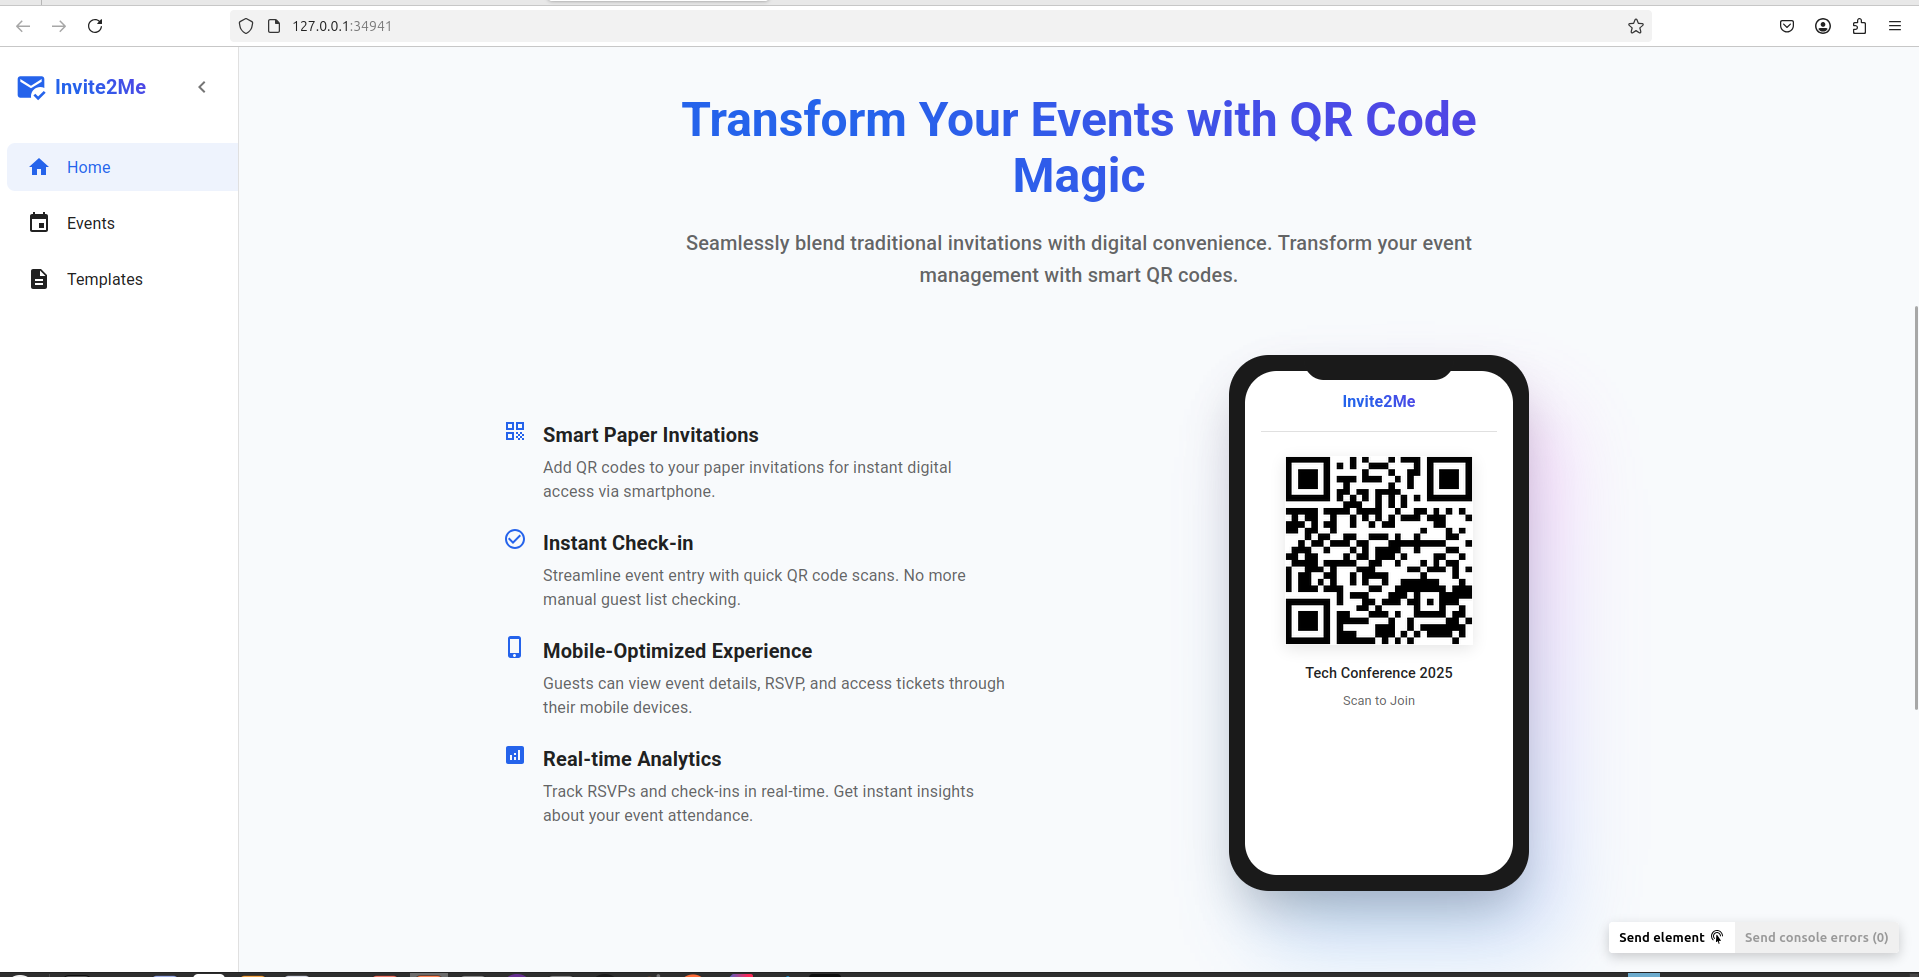 127.0.0.1:34941
Invite2Me
Home
Events
Templates
Transform Your Events with QR Code
Magic
Seamlessly blend traditional invitations with digital convenience. Transform your event
management with smart QR codes.
Smart Paper Invitations
Add QR codes to your paper invitations for instant digital
access via smartphone.
Instant Check-in
Streamline event entry with quick QR code scans. No more
manual guest list checking.
Mobile-Optimized Experience
Guests can view event details, RSVP, and access tickets through
their mobile devices.
Real-time Analytics
Track RSVPs and check-ins in real-time. Get instant insights
about your event attendance.
Invite2Me
Tech Conference 2025
Scan to Join
Send element
Send console errors (0)